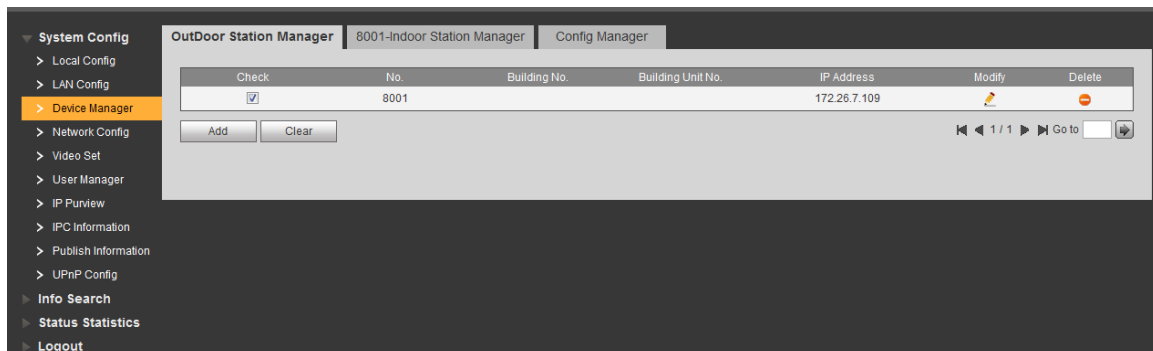 System Config
Local Config
LAN Config
Device Manager
Network Config
Video Set
User Manager
IP Purview
IPC Information
Publish Information
UPnP Config
Info Search
Status Statistics
Logout
OutDoor Station Manager 8001-Indoor Station Manager Config Manager
Check No. Building No. Building Unit No. IP Address Modify Delete
8001 172.26.7.109
Add Clear 1 / 1 Go to